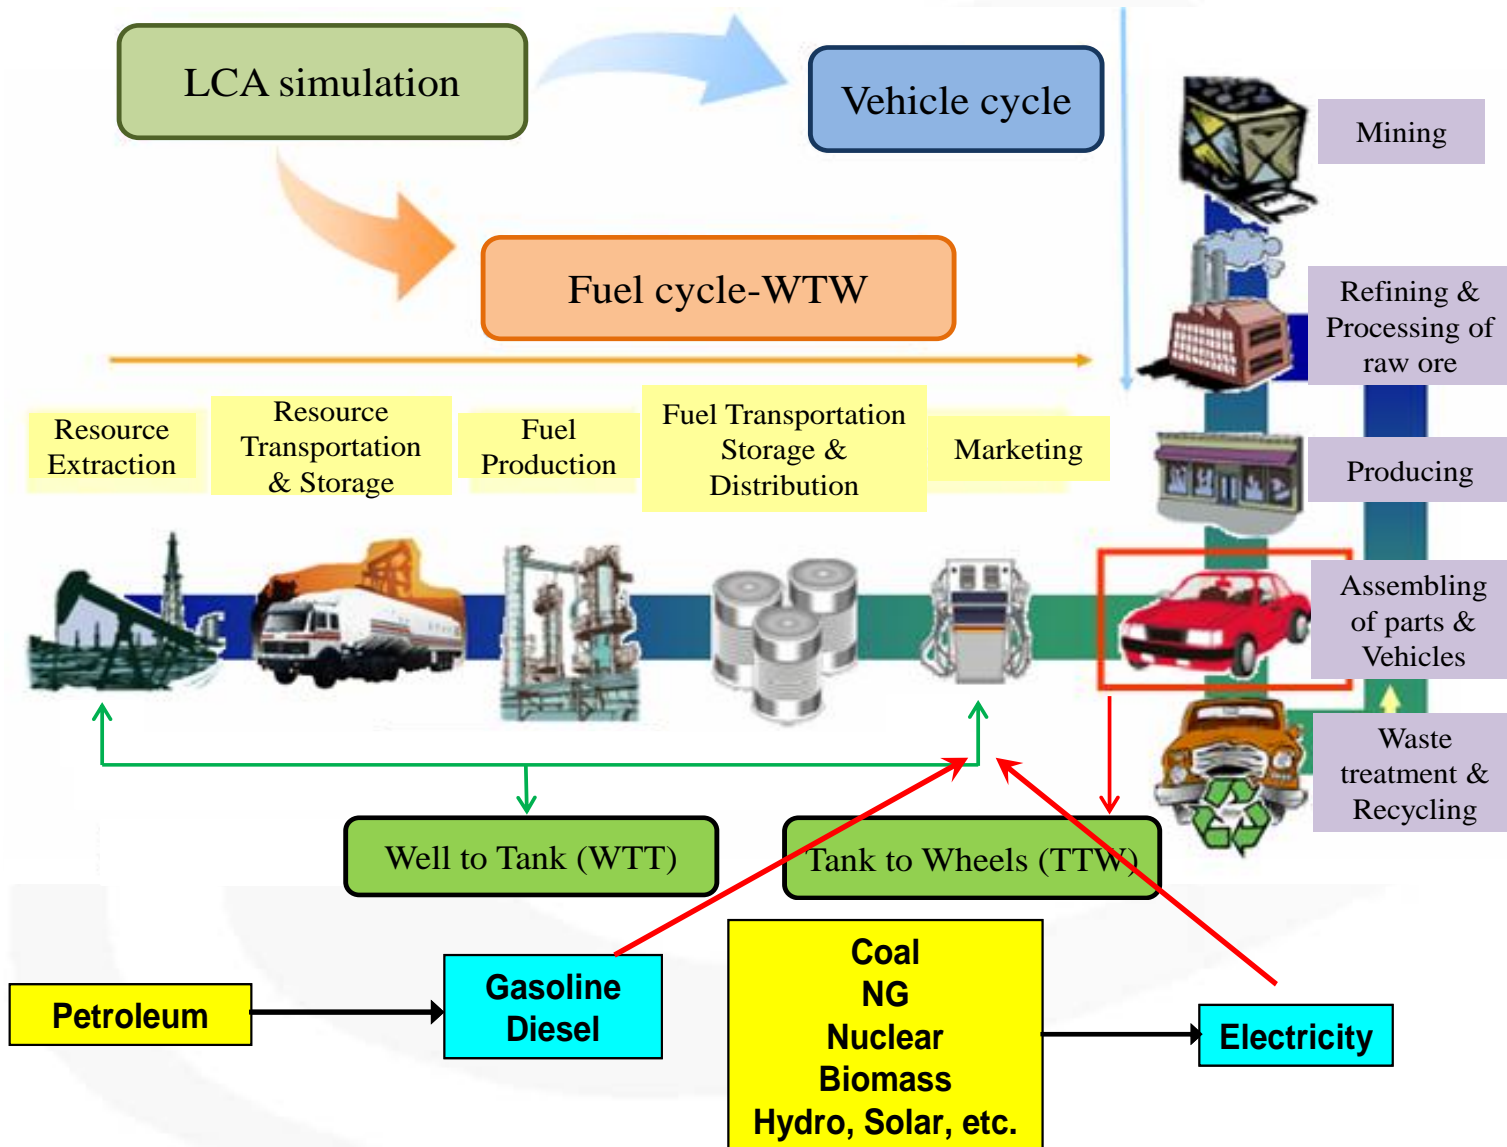 LCA simulation
Vehicle cycle
Mining
Fuel cycle-WTW
Refining &
Processing of
raw ore
Resource
Extraction
Resource
Transportation
& Storage
Fuel
Production
Fuel Transportation
Storage &
Distribution
Marketing
Producing
Assembling
of parts &
Vehicles
Waste
treatment &
Recycling
Well to Tank (WTT)
Tank to Wheels (TTW)
Petroleum
Gasoline
Diesel
Coal
NG
Nuclear
Biomass
Hydro, Solar, etc.
Electricity